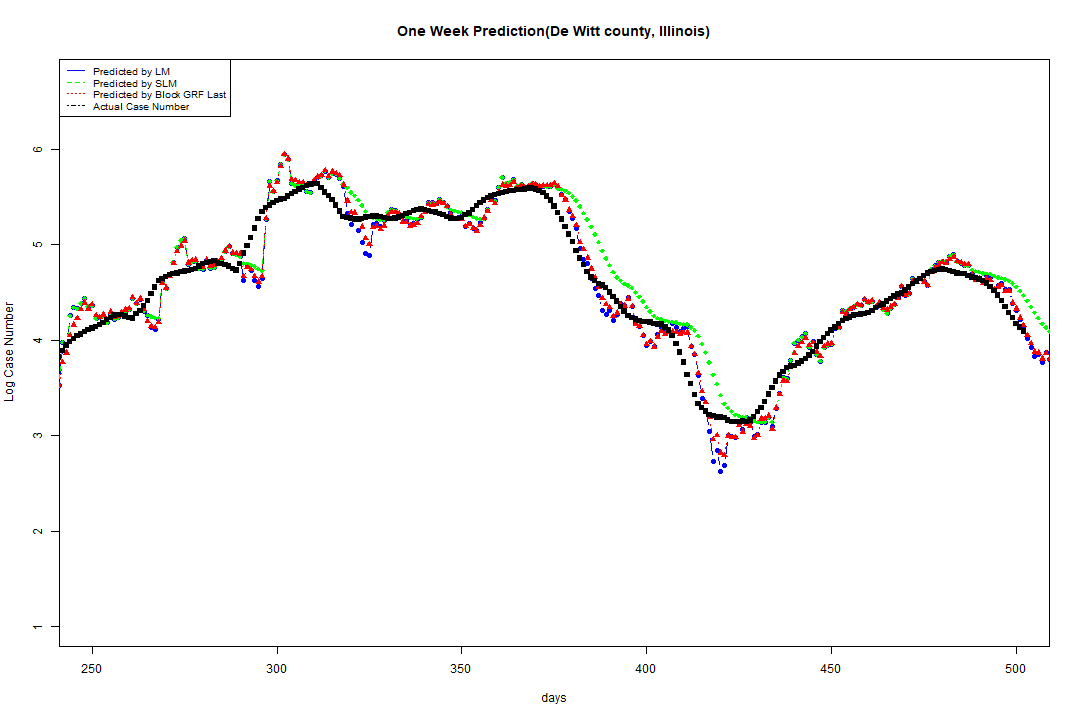 One Week Prediction(De Witt county, Illinois)
Predicted by LM
Predicted by SLM
Predicted by Block GRF Last
Actual Case Number
6
5
4
3
2
1
Log Case Number
250 300 350 400 450 500
days